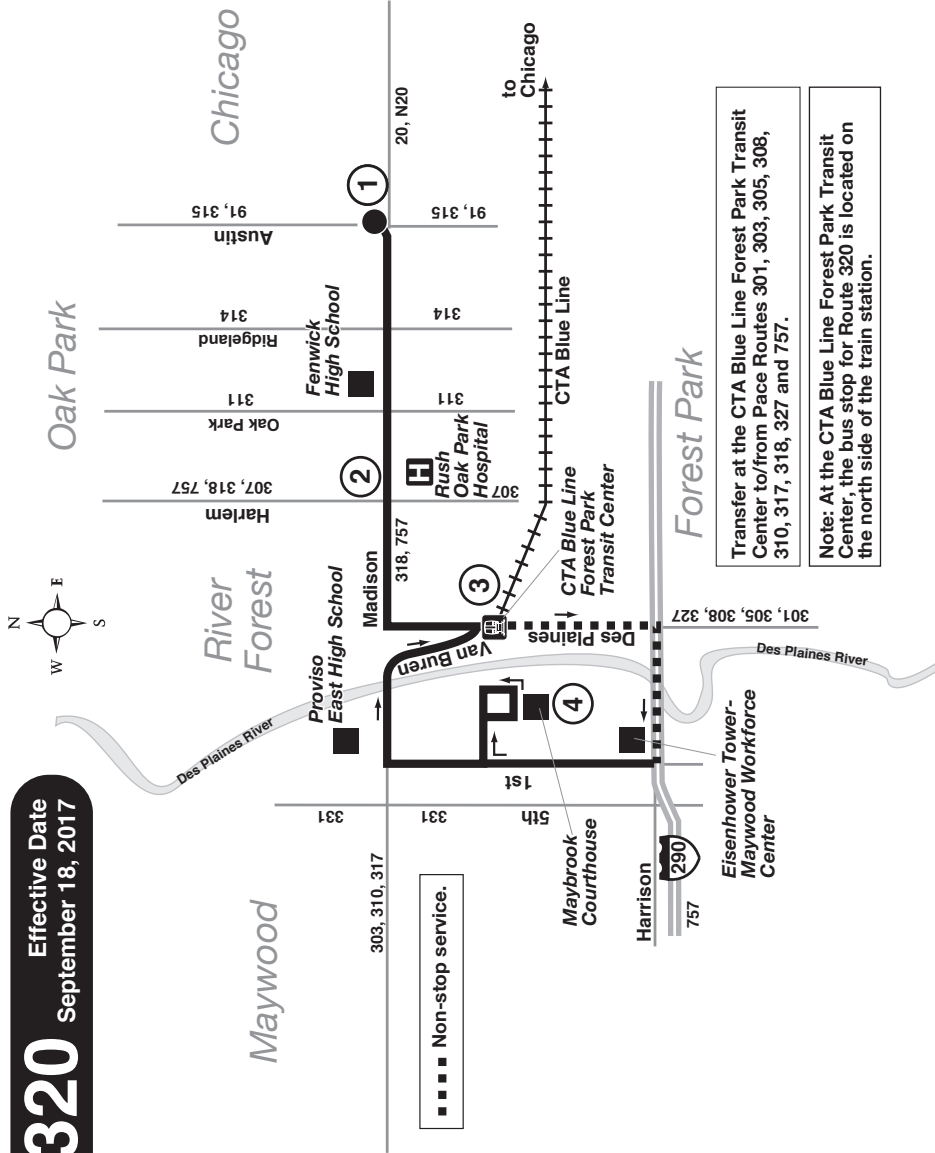 320
Effective Date
September 18, 2017
N
W
E
S
Maywood
River
Forest
Oak Park
Chicago
Forest Park
Des Plaines River
Proviso
East High School
Madison
Harlem
307, 318, 757
Oak Park
311
Ridgeland
314
Austin
91, 315
Fenwick
High School
1
2
303, 310, 317
318, 757
20, N20
331
331
5th
1st
Van Buren
3
H
Rush
Oak Park
Hospital
307
311
314
91, 315
to
Chicago
CTA Blue Line
CTA Blue Line
Forest Park
Transit Center
Des Plaines
4
Maybrook
Courthouse
Non-stop service.
Harrison
290
757
Eisenhower Tower-
Maywood Workforce
Center
301, 305, 308, 327
Des Plaines River
Transfer at the CTA Blue Line Forest Park Transit
Center to/from Pace Routes 301, 303, 305, 308,
310, 317, 318, 327 and 757.
Note: At the CTA Blue Line Forest Park Transit
Center, the bus stop for Route 320 is located on
the north side of the train station.